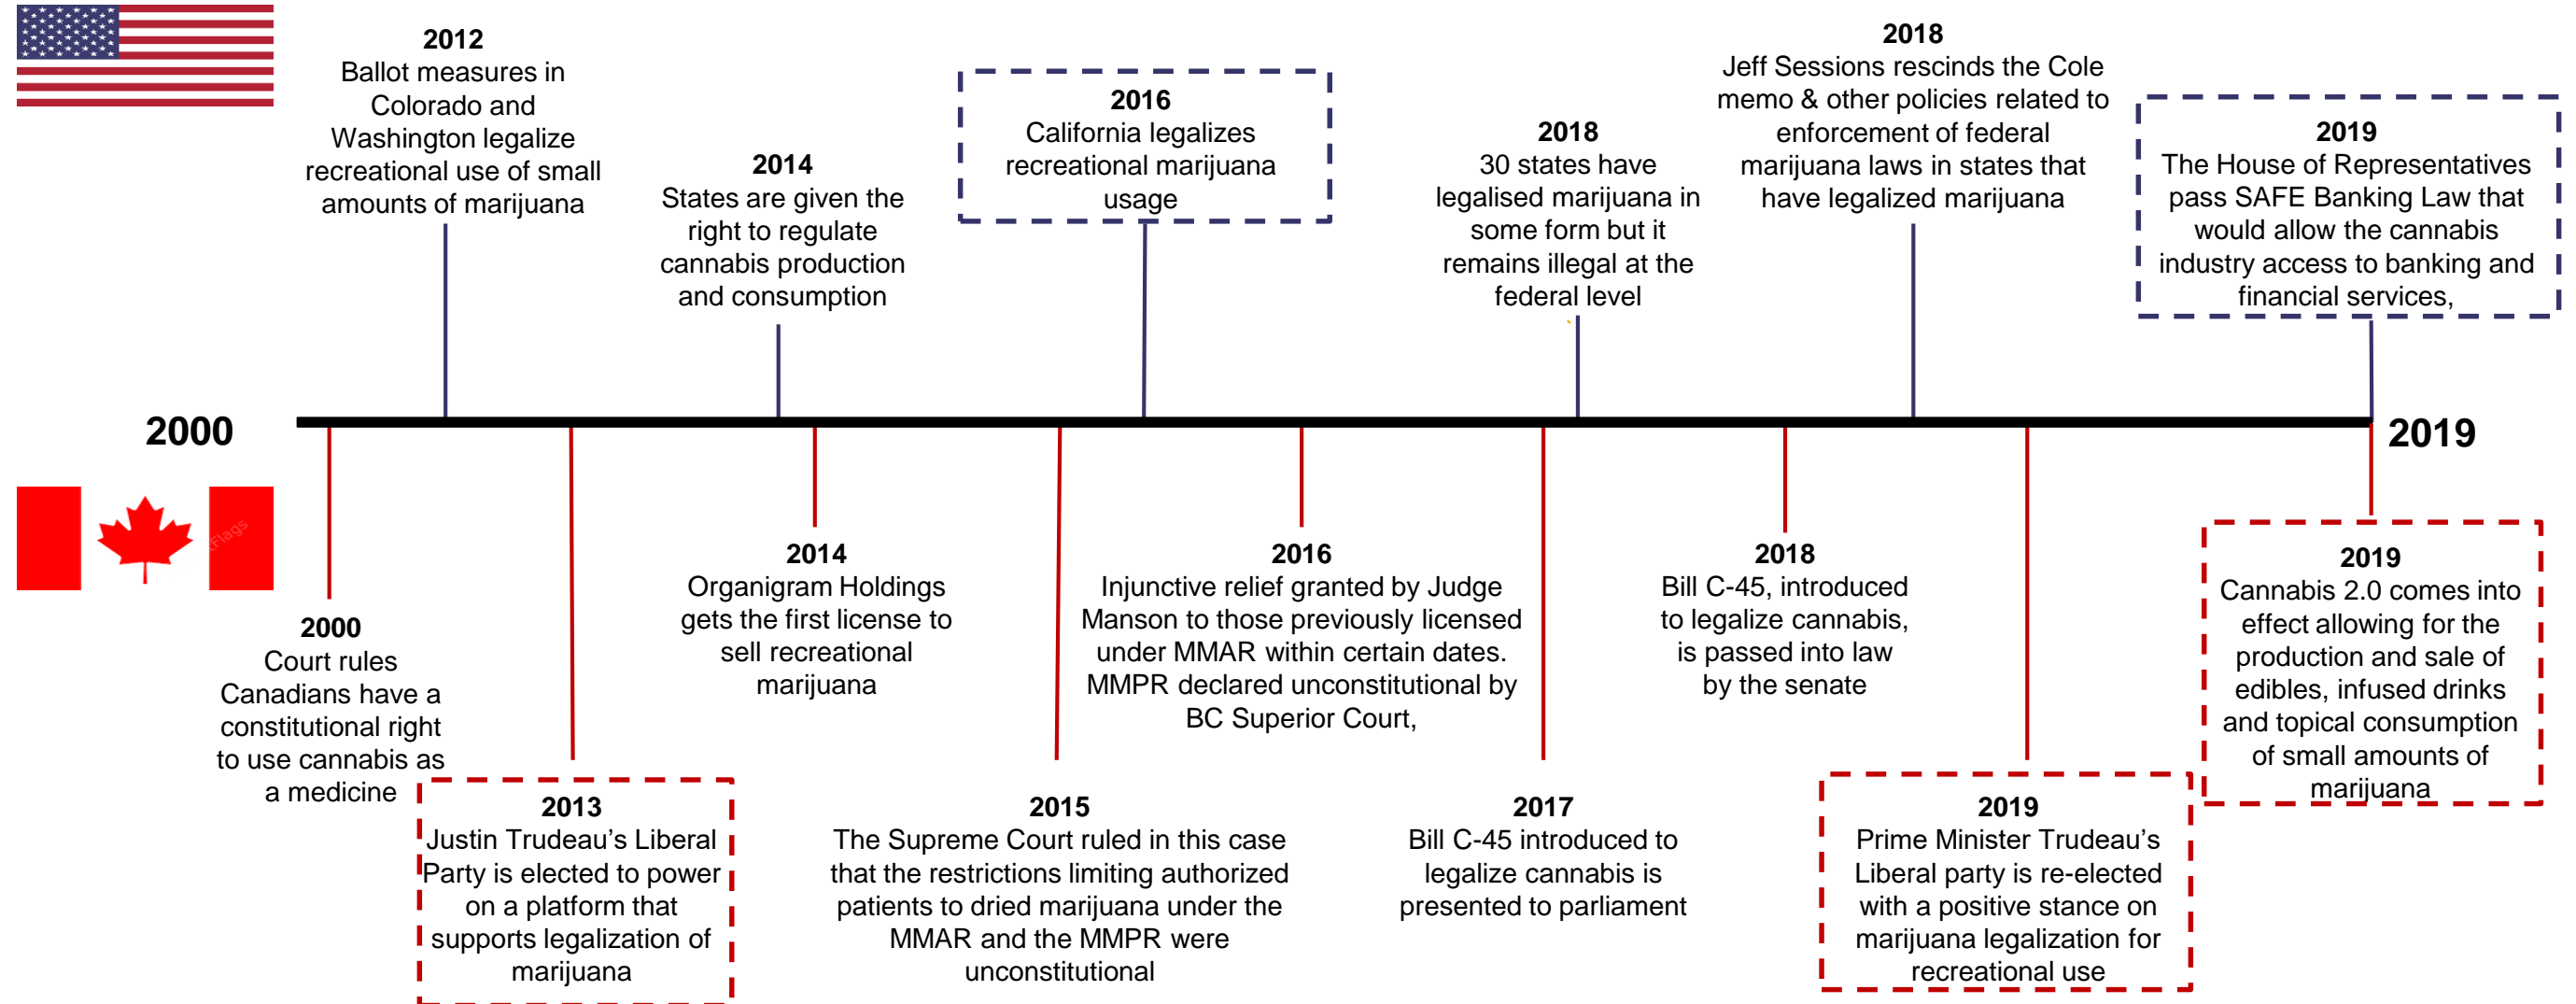 2012
Ballot measures in
Colorado and
Washington legalize
recreational use of small
amounts of marijuana
2014
States are given the
right to regulate
cannabis production
and consumption
2016
California legalizes
recreational marijuana
usage
2018
30 states have
legalised marijuana in
some form but it
remains illegal at the
federal level
2018
Jeff Sessions rescinds the Cole
memo & other policies related to
enforcement of federal
marijuana laws in states that
have legalized marijuana
2019
The House of Representatives
pass SAFE Banking Law that
would allow the cannabis
industry access to banking and
financial services,
2000
2019
2000
Court rules
Canadians have a
constitutional right
to use cannabis as
a medicine
2013
Justin Trudeau’s Liberal
Party is elected to power
on a platform that
supports legalization of
marijuana
2014
Organigram Holdings
gets the first license to
sell recreational
marijuana
2015
The Supreme Court ruled in this case
that the restrictions limiting authorized
patients to dried marijuana under the
MMAR and the MMPR were
unconstitutional
2016
Injunctive relief granted by Judge
Manson to those previously licensed
under MMAR within certain dates.
MMPR declared unconstitutional by
BC Superior Court,
2017
Bill C-45 introduced to
legalize cannabis is
presented to parliament
2018
Bill C-45, introduced
to legalize cannabis,
is passed into law
by the senate
2019
Prime Minister Trudeau’s
Liberal party is re-elected
with a positive stance on
marijuana legalization for
recreational use
2019
Cannabis 2.0 comes into
effect allowing for the
production and sale of
edibles, infused drinks
and topical consumption
of small amounts of
marijuana